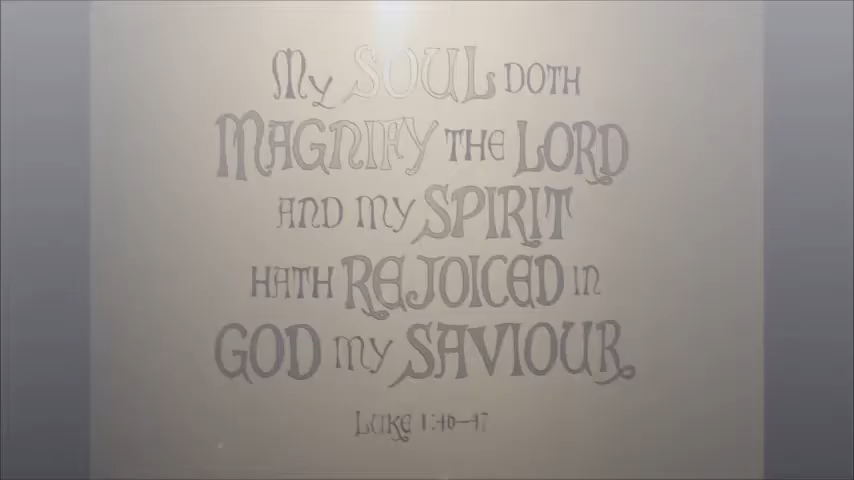 My SOUL DOTH
MAGNIFY THE LORD
AND My SPIRIT
HATH REJOICED IN
GOD My SAVIOUR
LUKE 1:46-47